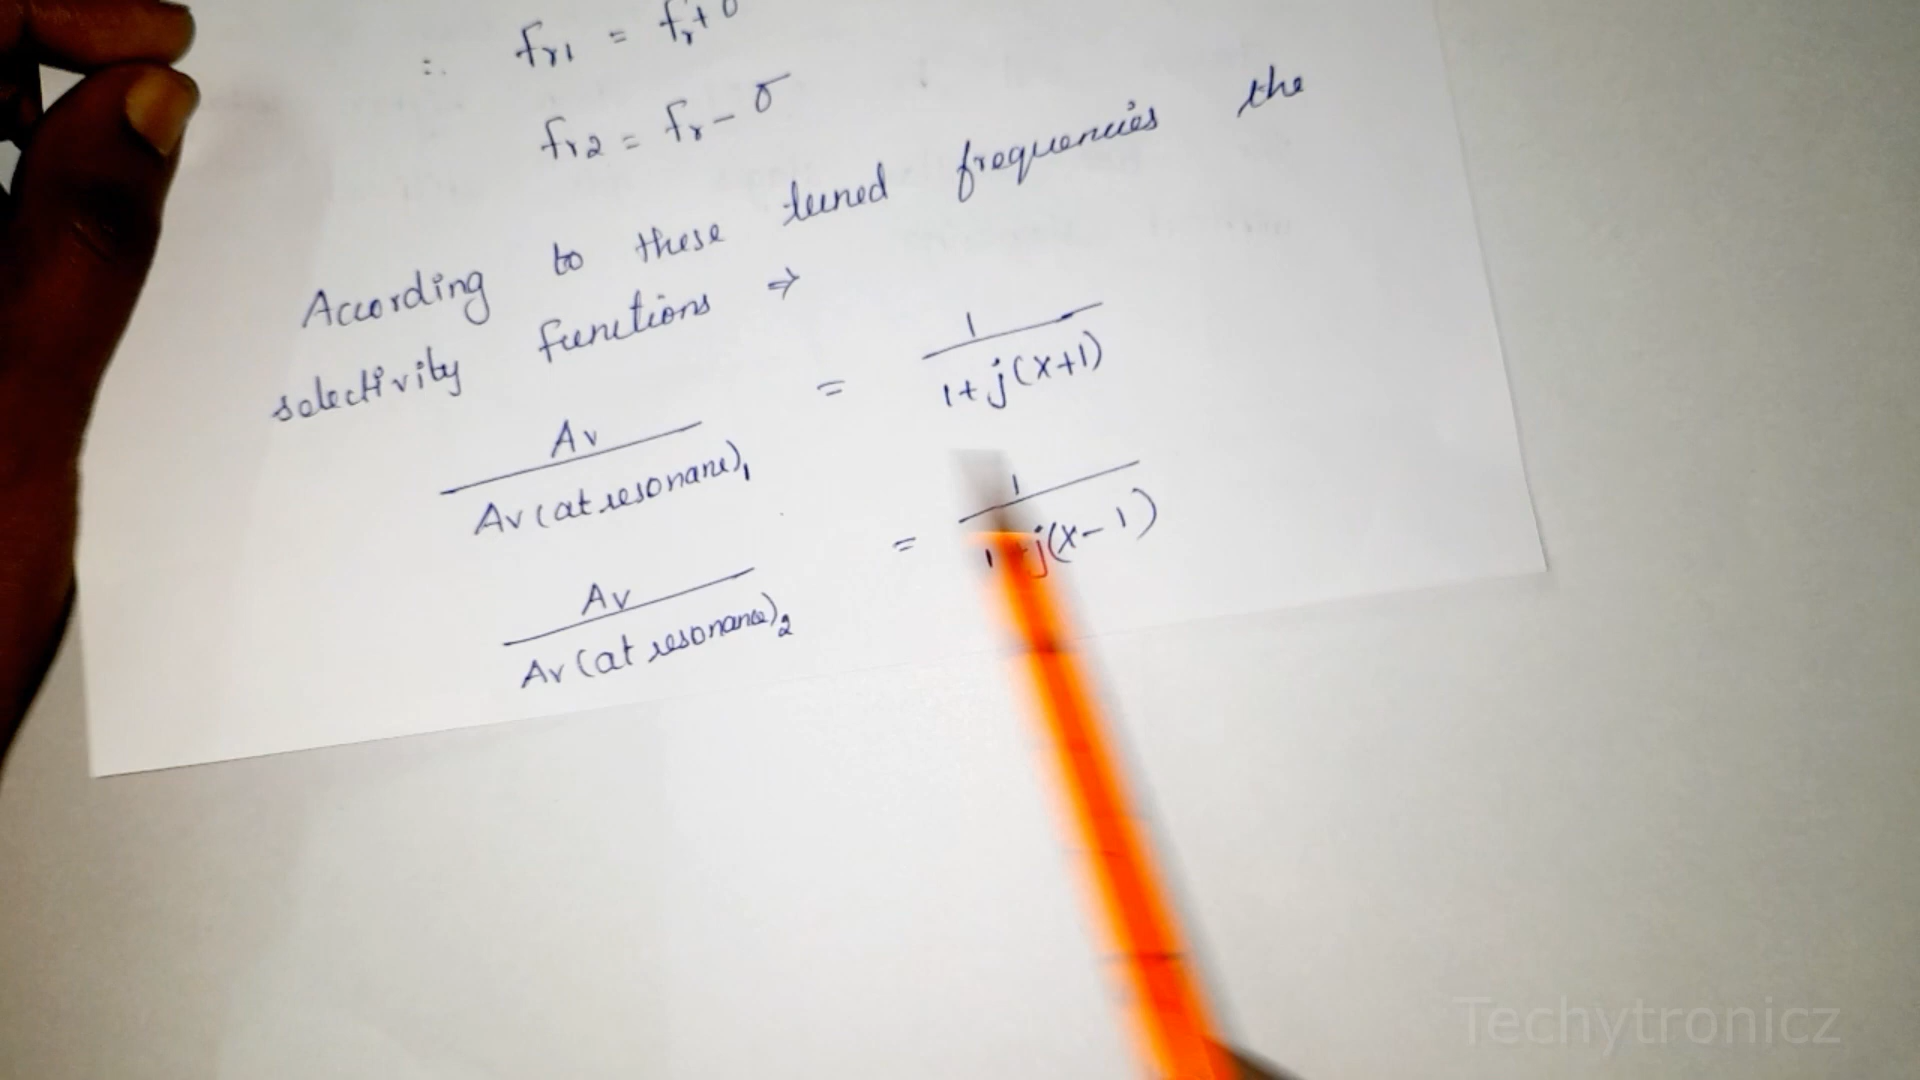 ∴ fr1 = fr + δ
fr2 = fr - δ
According to these tuned frequencies the
selectivity functions ⇒
Av / Av (at resonane)1 = 1 / 1 + j(x+1)
Av / Av (at resonance)2 = 1 / 1 + j(x-1)
Techytronicz